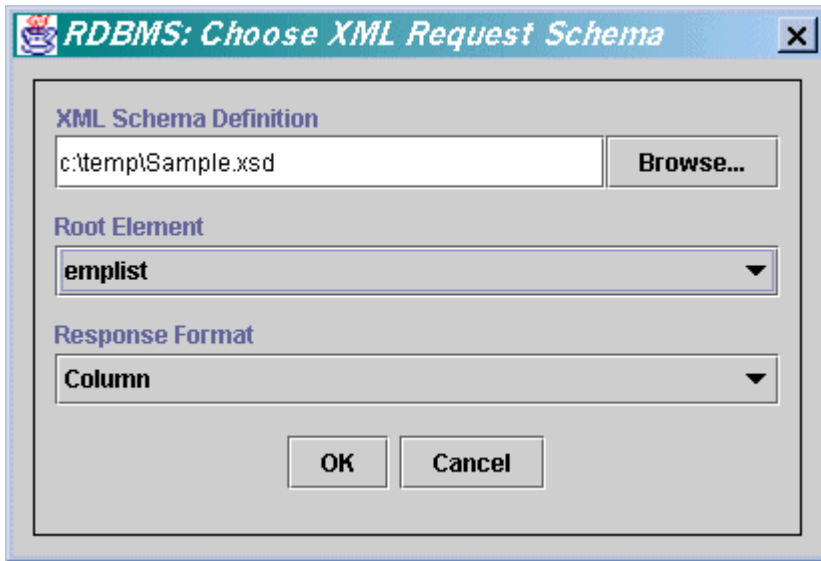 RDBMS: Choose XML Request Schema
XML Schema Definition
c:\temp\Sample.xsd Browse...
Root Element
emplist
Response Format
Column
OK Cancel